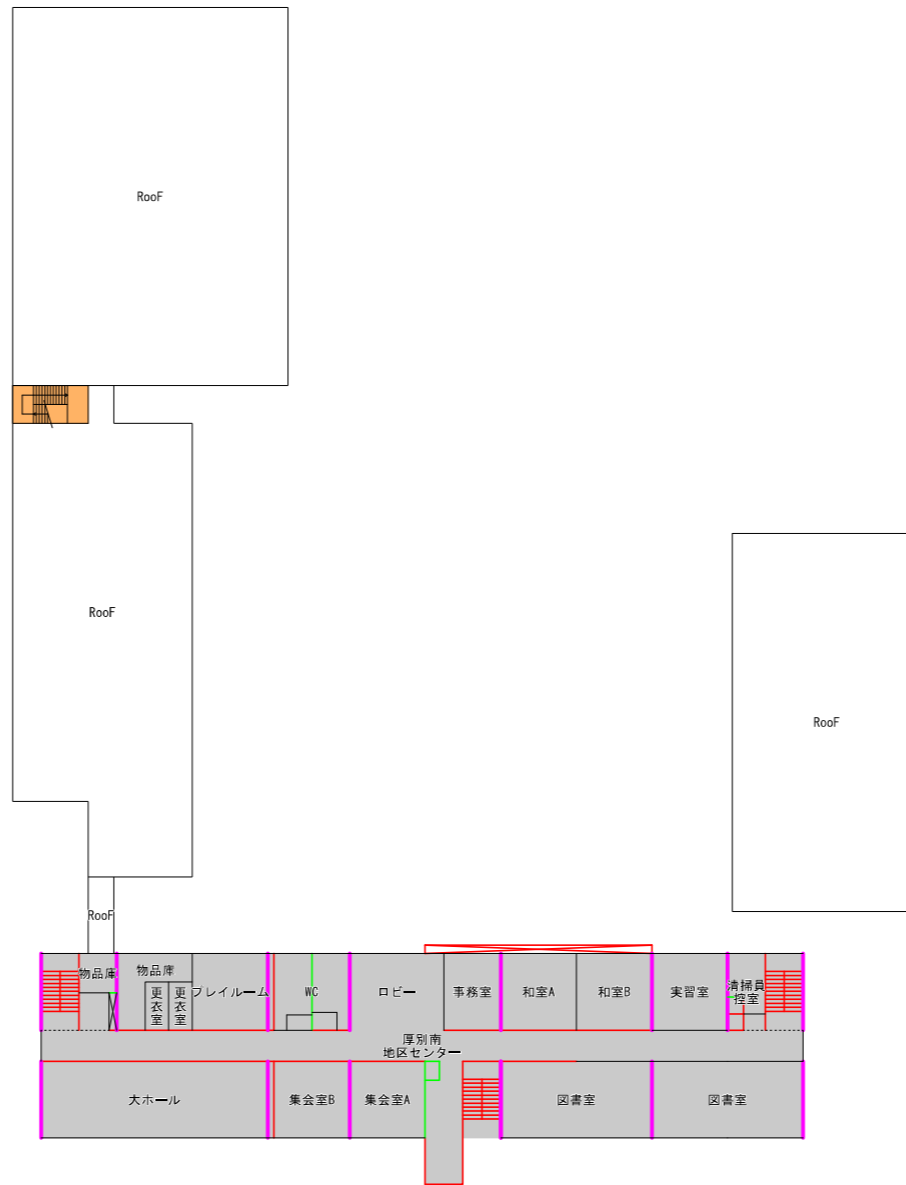 RooF
RooF
RooF
RooF
物品庫
物品庫
更衣室
更衣室
プレイルーム
WC
ロビー
事務室
和室A
和室B
実習室
清掃員
控室
厚別南
地区センター
大ホール
集会室B
集会室A
図書室
図書室